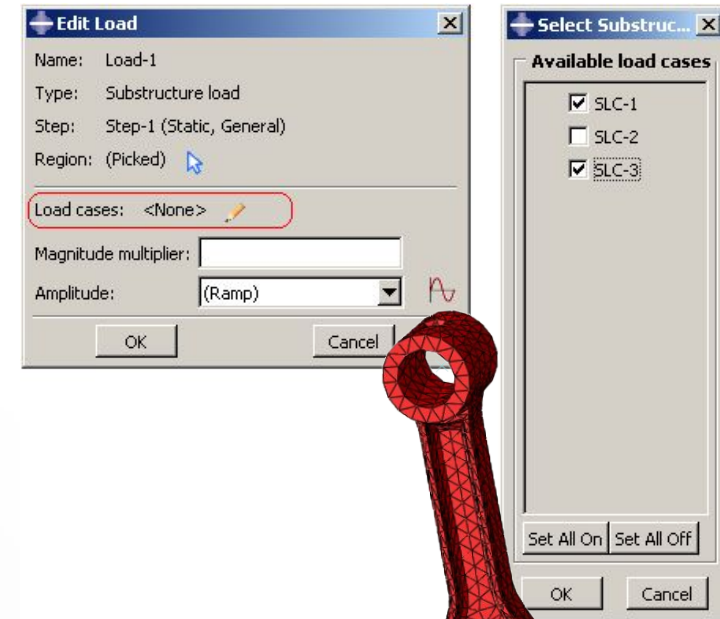 Edit Load
Name: Load-1
Type: Substructure load
Step: Step-1 (Static, General)
Region: (Picked)
Load cases: <None>
Magnitude multiplier:
Amplitude: (Ramp)
OK Cancel
Select Substruc...
Available load cases
SLC-1
SLC-2
SLC-3
Set All On Set All Off
OK Cancel